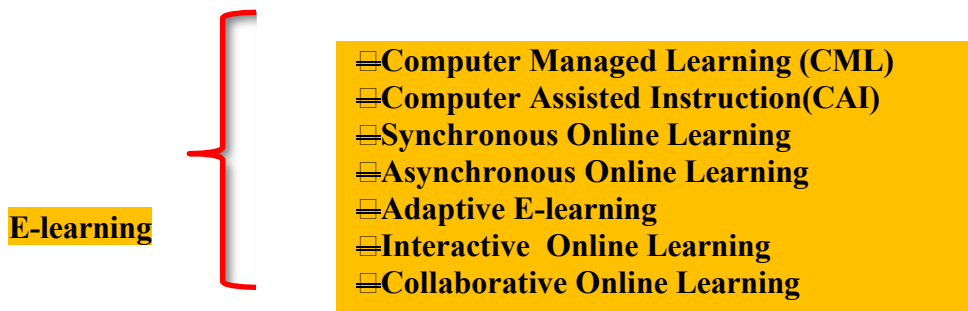 E-learning
Computer Managed Learning (CML)
Computer Assisted Instruction(CAI)
Synchronous Online Learning
Asynchronous Online Learning
Adaptive E-learning
Interactive  Online Learning
Collaborative Online Learning